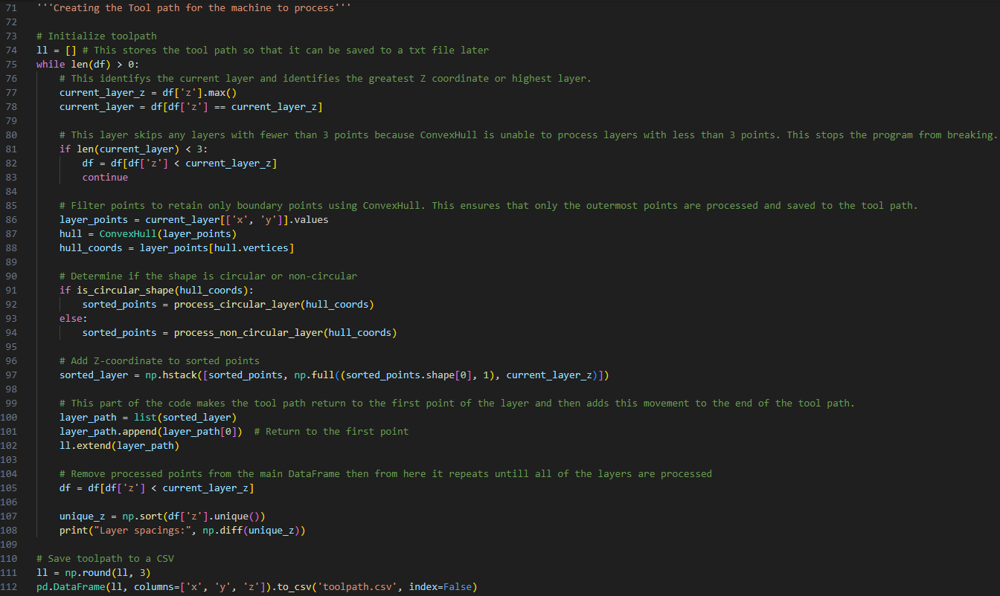 71 '''Creating the Tool path for the machine to process'''
72
73 # Initialize toolpath
74 ll = [] # This stores the tool path so that it can be saved to a txt file later
75 while len(df) > 0:
76     # This identifys the current layer and identifies the greatest Z coordinate or highest layer.
77     current_layer_z = df['z'].max()
78     current_layer = df[df['z'] == current_layer_z]
79
80     # This layer skips any layers with fewer than 3 points because ConvexHull is unable to process layers with less than 3 points. This stops the program from breaking.
81     if len(current_layer) < 3:
82         df = df[df['z'] < current_layer_z]
83         continue
84
85     # Filter points to retain only boundary points using ConvexHull. This ensures that only the outermost points are processed and saved to the tool path.
86     layer_points = current_layer[['x', 'y']].values
87     hull = ConvexHull(layer_points)
88     hull_coords = layer_points[hull.vertices]
89
90     # Determine if the shape is circular or non-circular
91     if is_circular_shape(hull_coords):
92         sorted_points = process_circular_layer(hull_coords)
93     else:
94         sorted_points = process_non_circular_layer(hull_coords)
95
96     # Add Z-coordinate to sorted points
97     sorted_layer = np.hstack([sorted_points, np.full((sorted_points.shape[0], 1), current_layer_z)])
98
99     # This part of the code makes the tool path return to the first point of the layer and then adds this movement to the end of the tool path.
100     layer_path = list(sorted_layer)
101     layer_path.append(layer_path[0])  # Return to the first point
102     ll.extend(layer_path)
103
104     # Remove processed points from the main DataFrame then from here it repeats untill all of the layers are processed
105     df = df[df['z'] < current_layer_z]
106
107     unique_z = np.sort(df['z'].unique())
108     print("Layer spacings:", np.diff(unique_z))
109
110 # Save toolpath to a CSV
111 ll = np.round(ll, 3)
112 pd.DataFrame(ll, columns=['x', 'y', 'z']).to_csv('toolpath.csv', index=False)